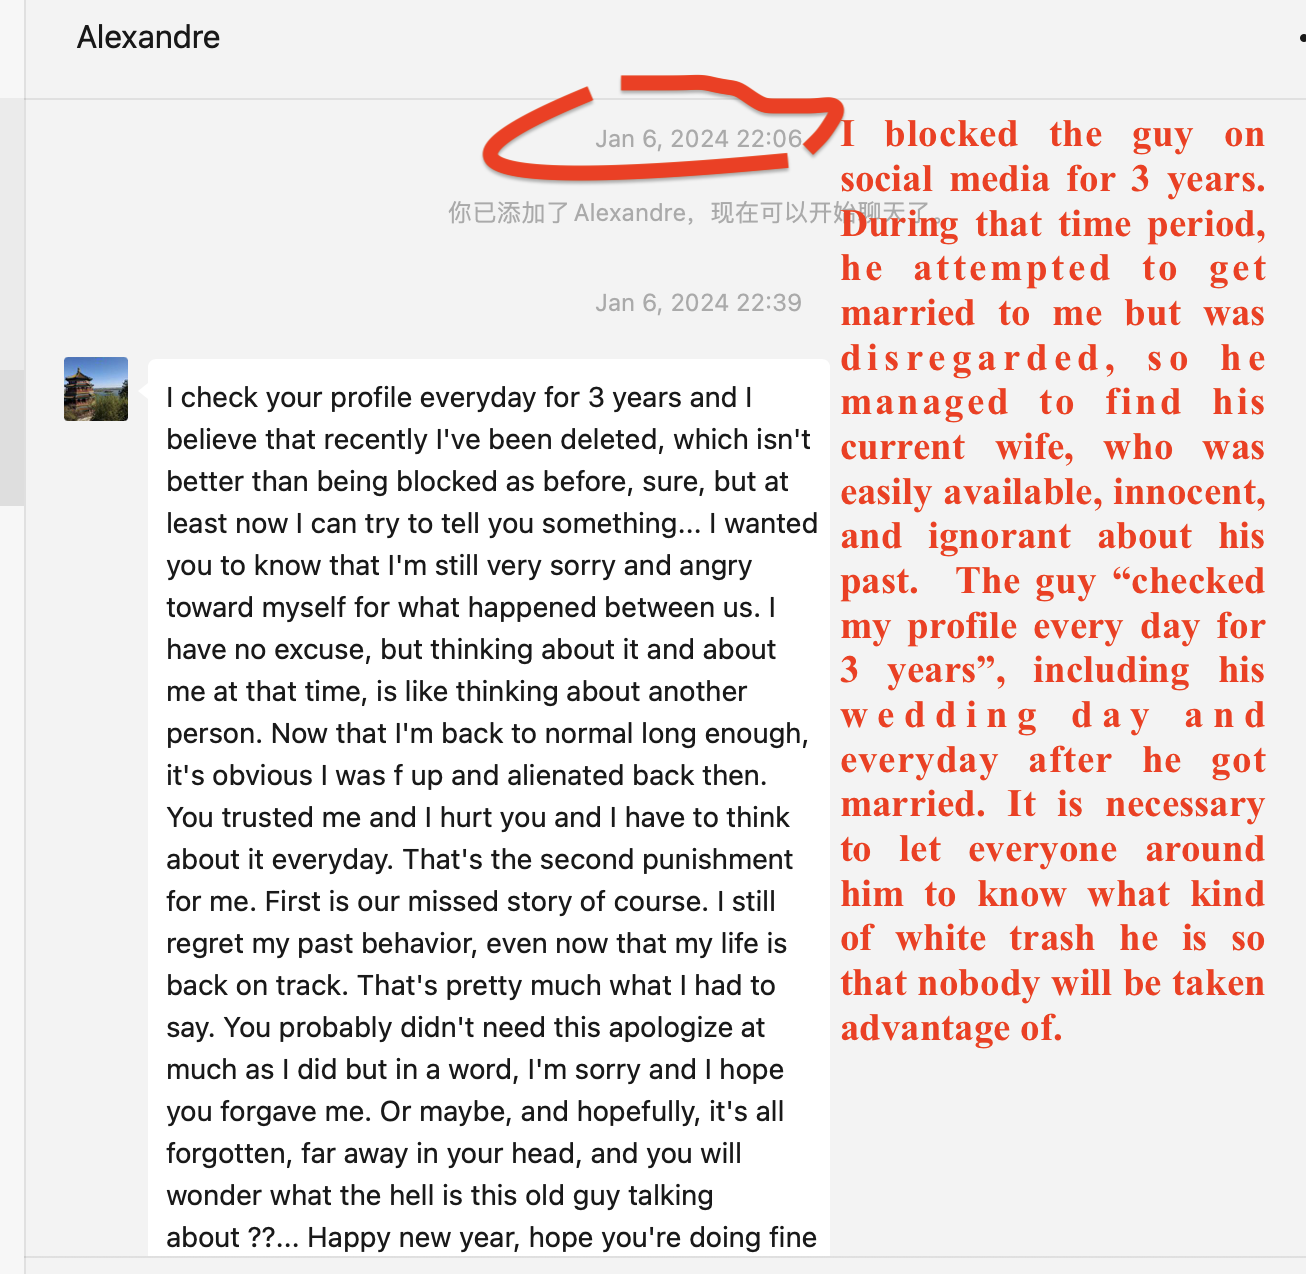 Alexandre
Jan 6, 2024 22:06
你已添加了Alexandre，现在可以开始聊天了。
Jan 6, 2024 22:39
I check your profile everyday for 3 years and I
believe that recently I've been deleted, which isn't
better than being blocked as before, sure, but at
least now I can try to tell you something... I wanted
you to know that I'm still very sorry and angry
toward myself for what happened between us. I
have no excuse, but thinking about it and about
me at that time, is like thinking about another
person. Now that I'm back to normal long enough,
it's obvious I was f up and alienated back then.
You trusted me and I hurt you and I have to think
about it everyday. That's the second punishment
for me. First is our missed story of course. I still
regret my past behavior, even now that my life is
back on track. That's pretty much what I had to
say. You probably didn't need this apologize at
much as I did but in a word, I'm sorry and I hope
you forgave me. Or maybe, and hopefully, it's all
forgotten, far away in your head, and you will
wonder what the hell is this old guy talking
about ??... Happy new year, hope you're doing fine
I blocked the guy on
social media for 3 years.
During that time period,
he attempted to get
married to me but was
disregarded, so he
managed to find his
current wife, who was
easily available, innocent,
and ignorant about his
past. The guy “checked
my profile every day for
3 years”, including his
wedding day and
everyday after he got
married. It is necessary
to let everyone around
him to know what kind
of white trash he is so
that nobody will be taken
advantage of.